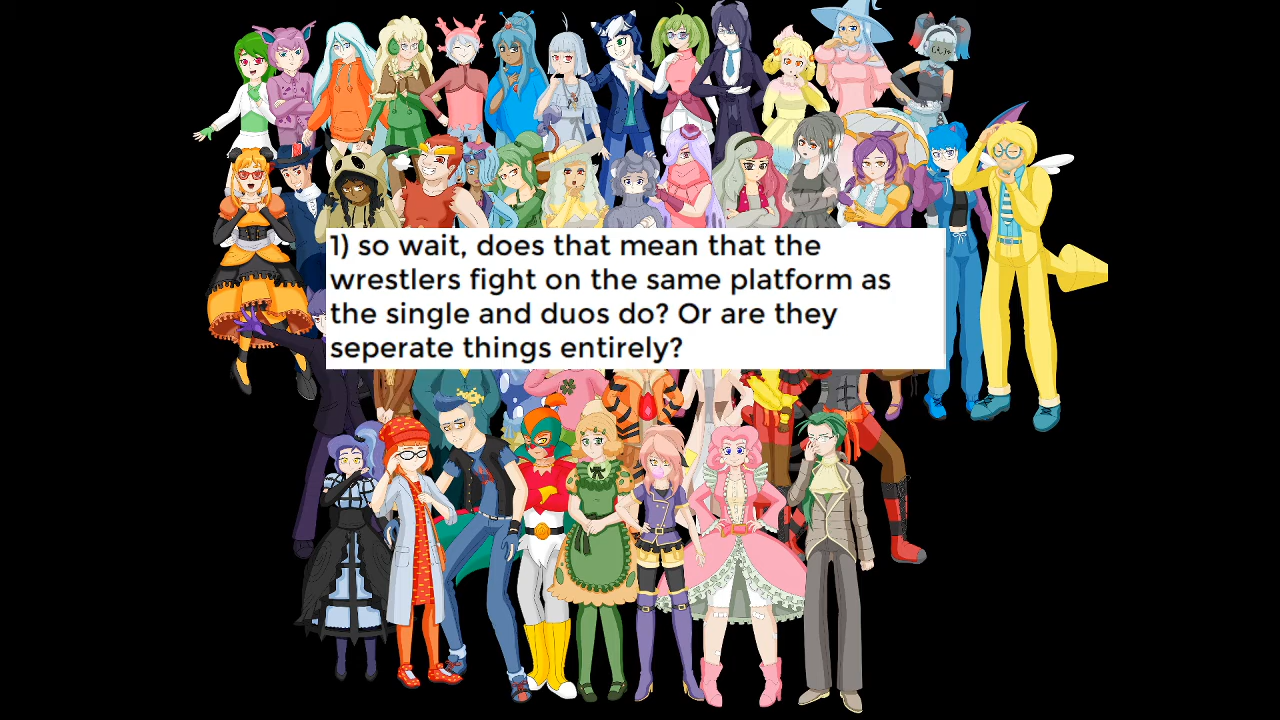 1) so wait, does that mean that the
wrestlers fight on the same platform as
the single and duos do? Or are they
seperate things entirely?